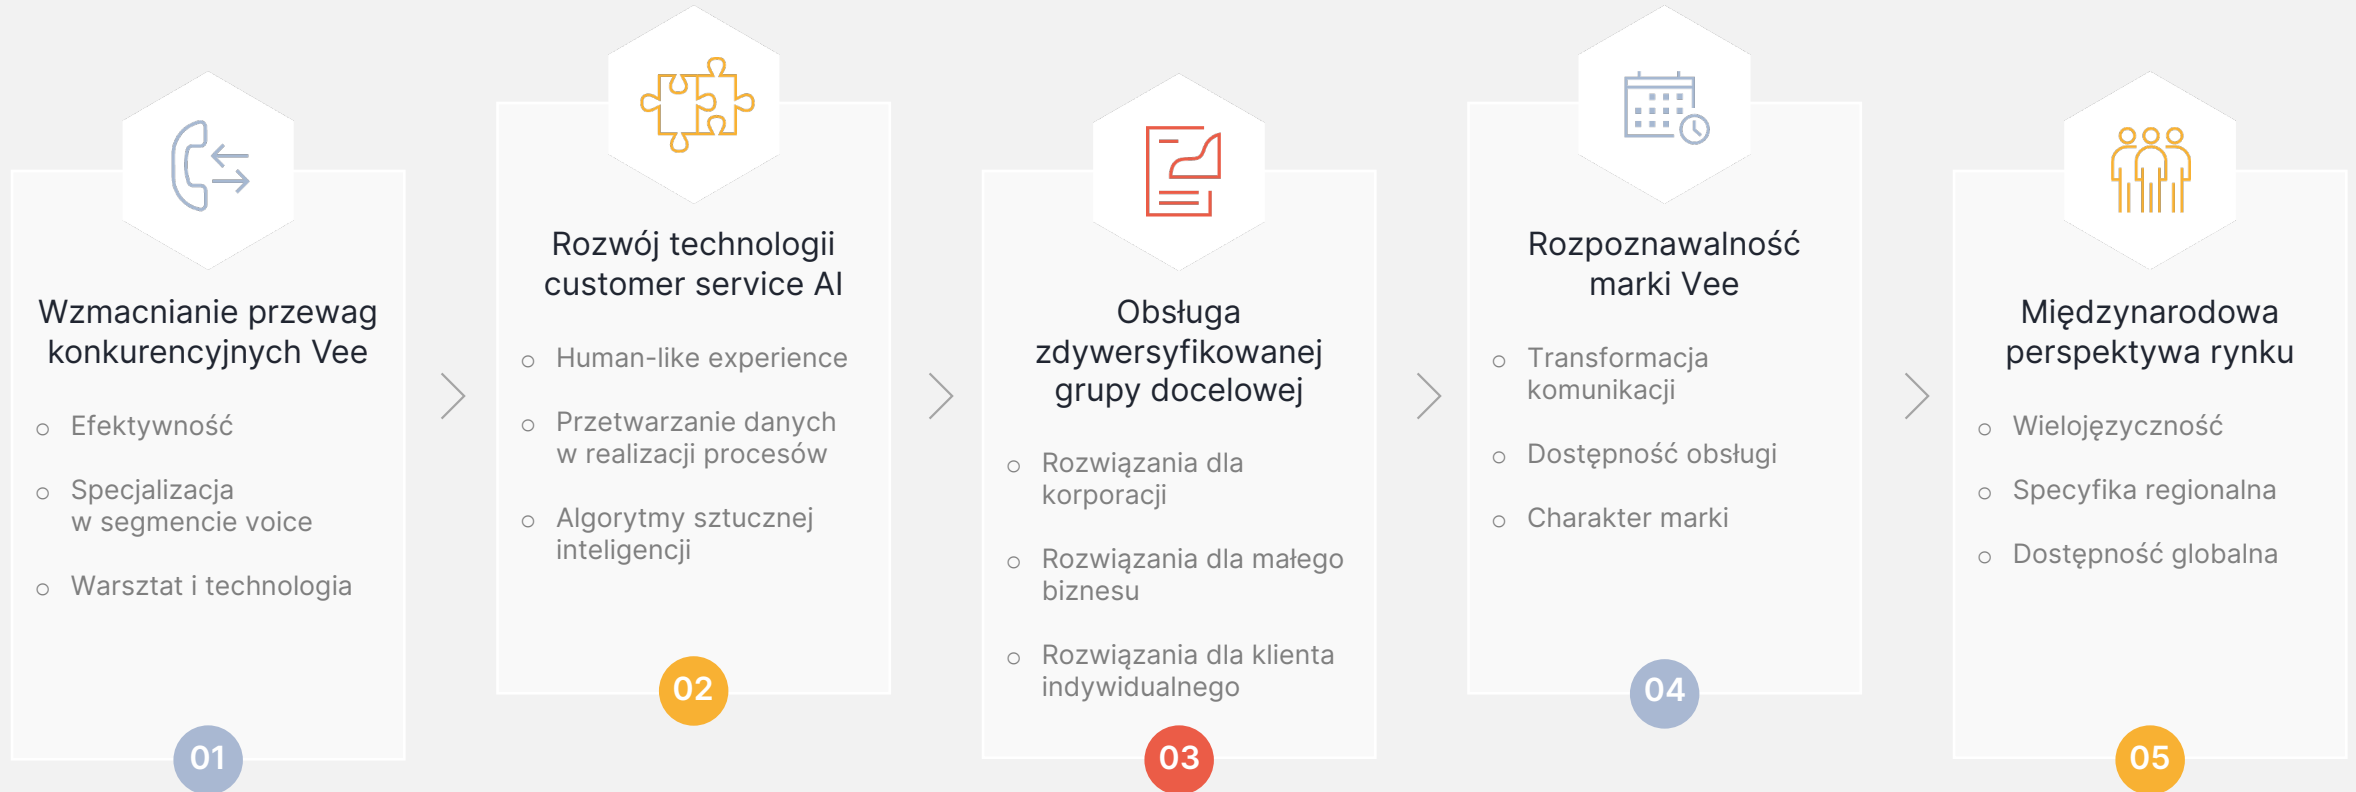 Wzmacnianie przewag
konkurencyjnych Vee
Efektywność
Specjalizacja
w segmencie voice
Warsztat i technologia
01
Rozwój technologii
customer service AI
Human-like experience
Przetwarzanie danych
w realizacji procesów
Algorytmy sztucznej
inteligencji
02
Obsługa
zdywersyfikowanej
grupy docelowej
Rozwiązania dla
korporacji
Rozwiązania dla małego
biznesu
Rozwiązania dla klienta
indywidualnego
03
Rozpoznawalność
marki Vee
Transformacja
komunikacji
Dostępność obsługi
Charakter marki
04
Międzynarodowa
perspektywa rynku
Wielojęzyczność
Specyfika regionalna
Dostępność globalna
05